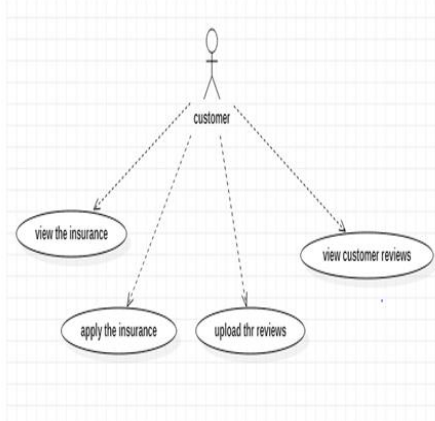 customer
view the insurance
view customer reviews
apply the insurance
upload thr reviews